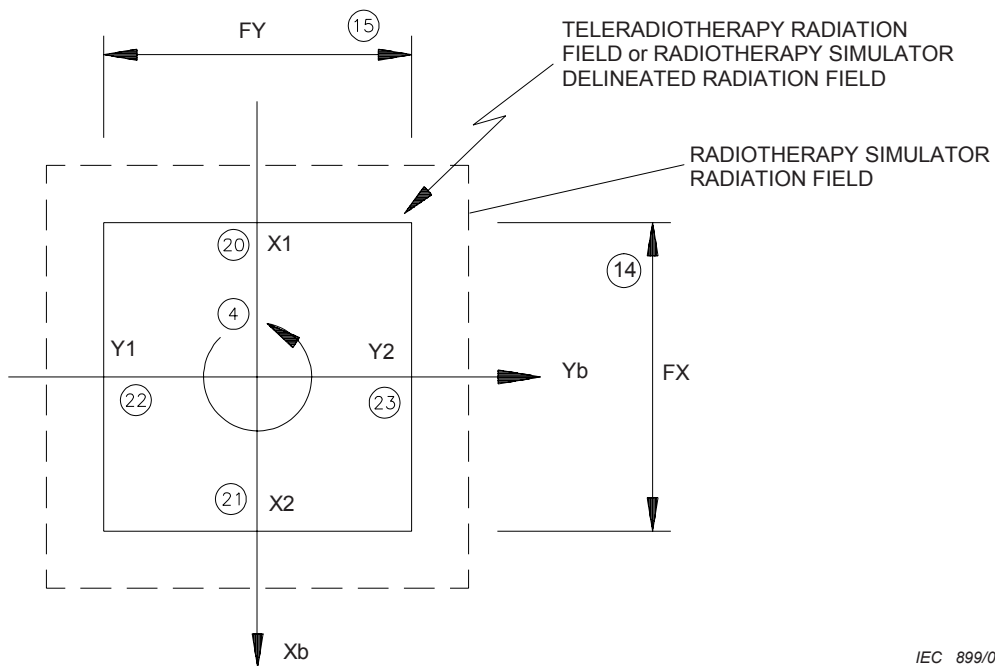 FY
15
TELERADIOTHERAPY RADIATION
FIELD or RADIOTHERAPY SIMULATOR
DELINEATED RADIATION FIELD
RADIOTHERAPY SIMULATOR
RADIATION FIELD
20
X1
14
4
Y1
Y2
Yb
FX
22
23
21
X2
Xb
IEC 899/0